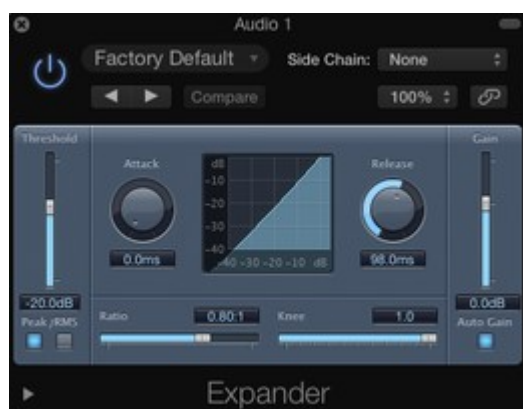 Audio 1
Factory Default
Side Chain: None
Compare
100%
Threshold
Gain
Attack
Release
dB
-10
-20
-30
-40
-40 -30 -20 -10 dB
0.0ms
98.0ms
-20.0dB
0.0dB
Peak /RMS
Ratio
0.80:1
Knee
1.0
Auto Gain
Expander